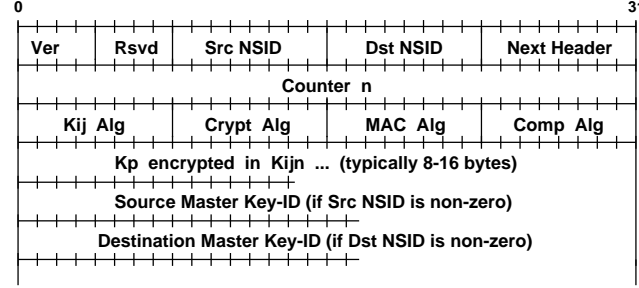 0 31
Ver Rsvd Src NSID Dst NSID Next Header
Counter n
Kij Alg Crypt Alg MAC Alg Comp Alg
Kp encrypted in Kijn ... (typically 8-16 bytes)
Source Master Key-ID (if Src NSID is non-zero)
Destination Master Key-ID (if Dst NSID is non-zero)